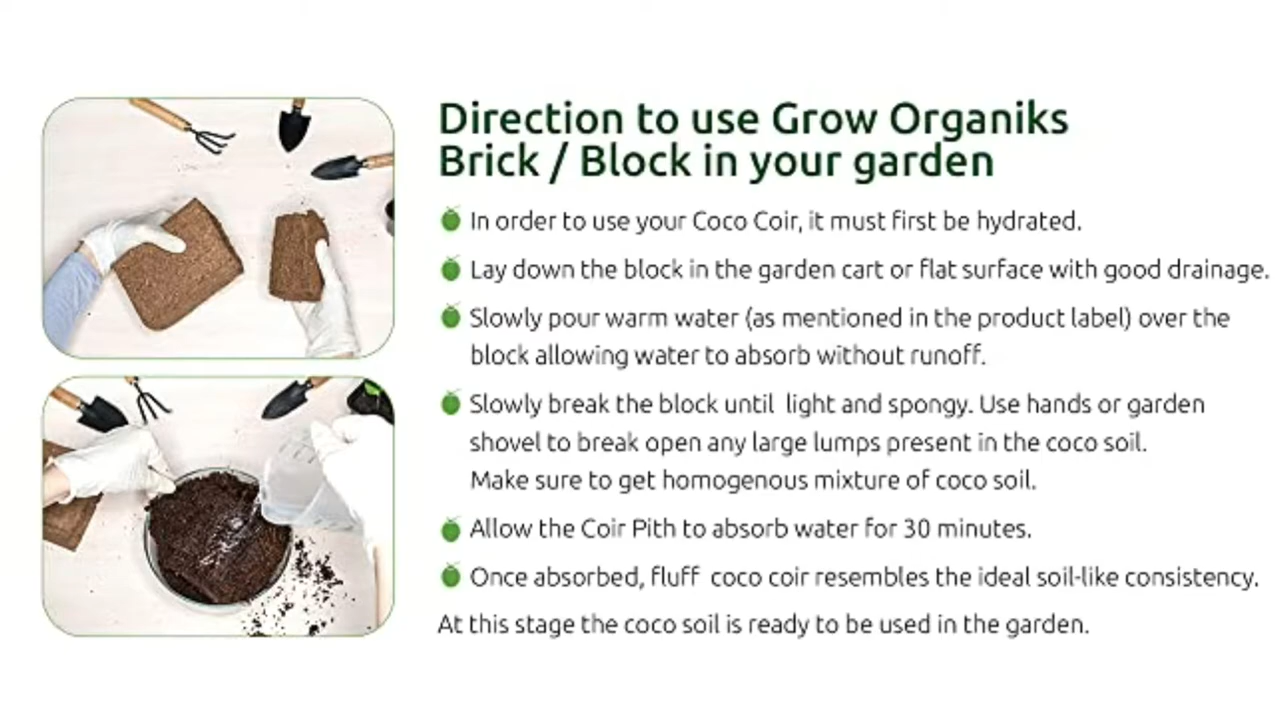 Direction to use Grow Organiks
Brick / Block in your garden
In order to use your Coco Coir, it must first be hydrated.
Lay down the block in the garden cart or flat surface with good drainage.
Slowly pour warm water (as mentioned in the product label) over the
block allowing water to absorb without runoff.
Slowly break the block until light and spongy. Use hands or garden
shovel to break open any large lumps present in the coco soil.
Make sure to get homogenous mixture of coco soil.
Allow the Coir Pith to absorb water for 30 minutes.
Once absorbed, fluff coco coir resembles the ideal soil-like consistency.
At this stage the coco soil is ready to be used in the garden.